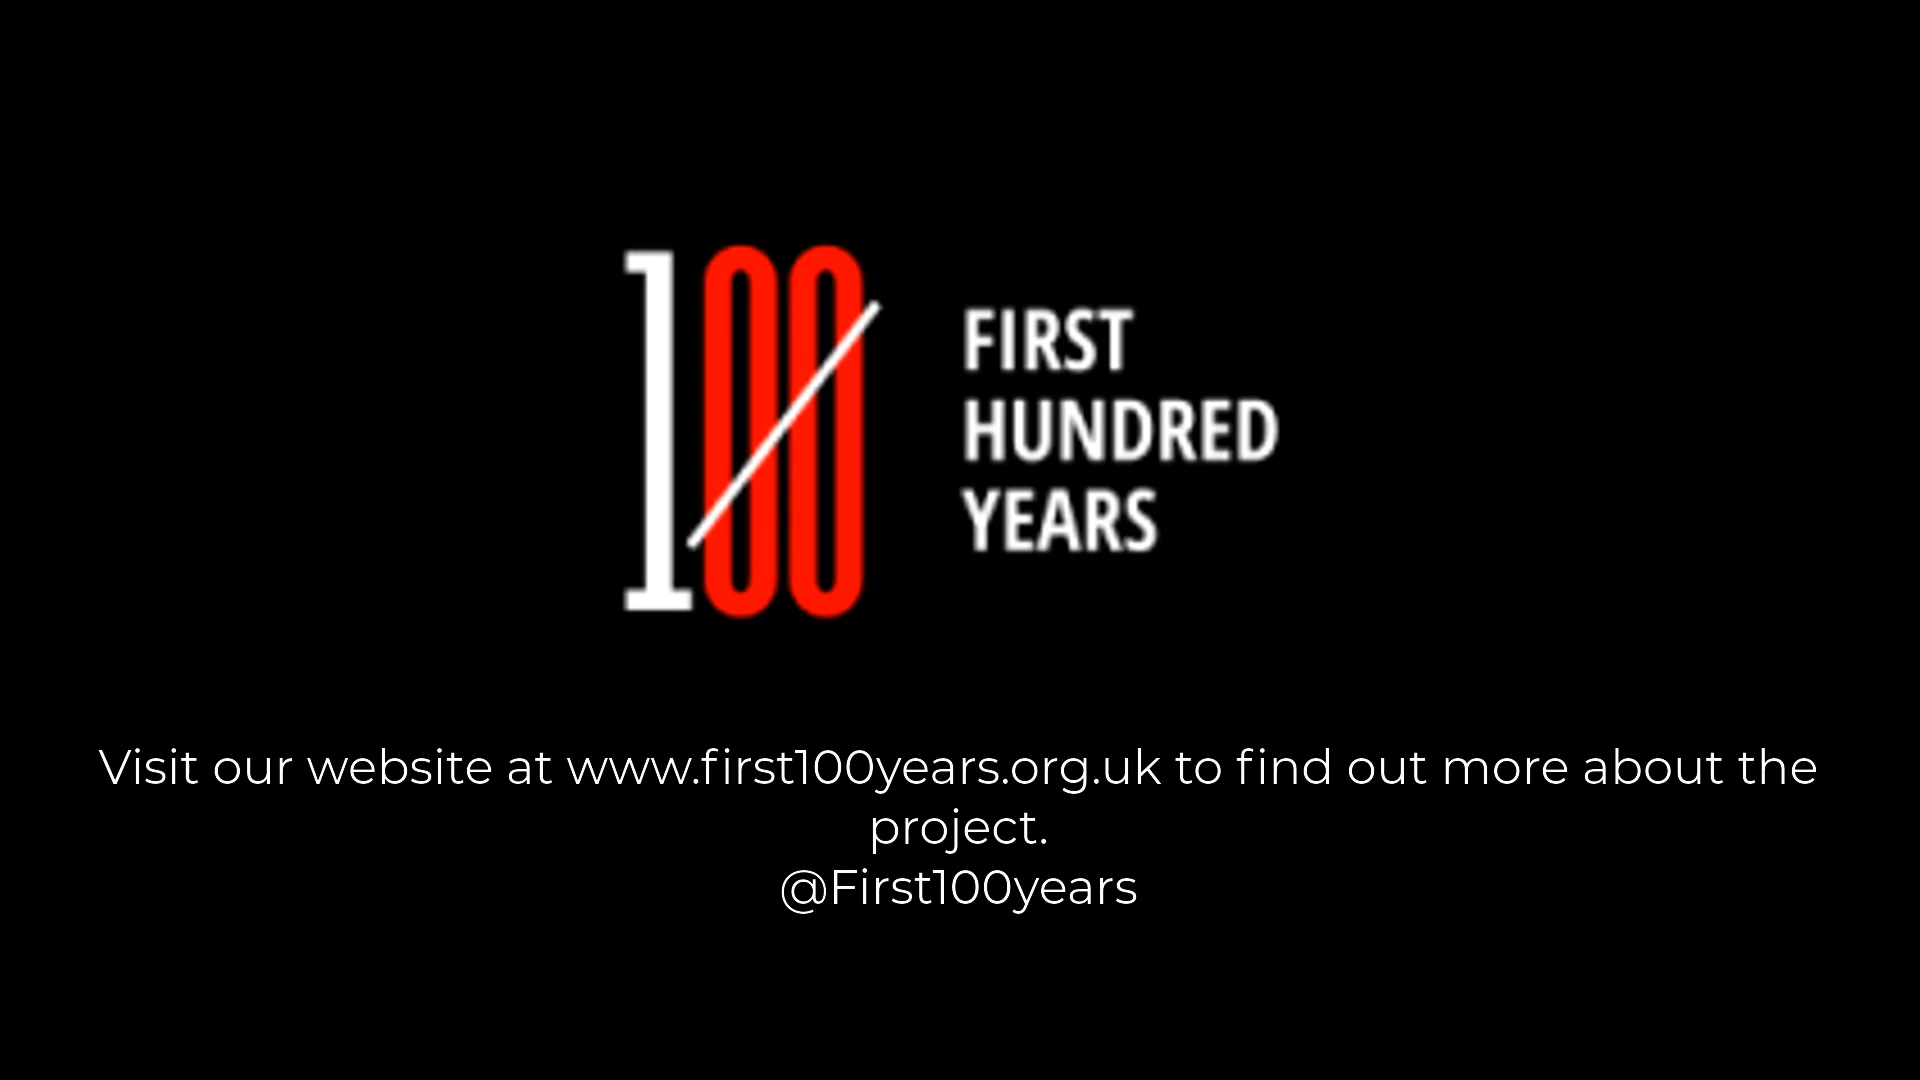 100
FIRST
HUNDRED
YEARS
Visit our website at www.first100years.org.uk to find out more about the
project.
@First100years